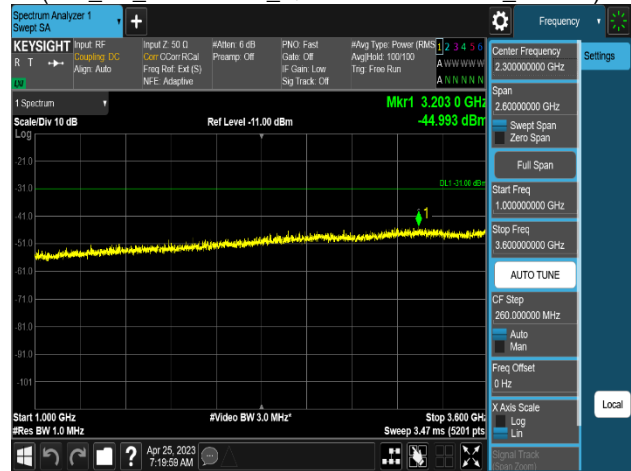 Spectrum Analyzer 1
Swept SA
KEYSIGHT
R T
Input: RF
Coupling: DC
Align: Auto
Input Z: 50 Ω
Corr CCorr RCal
Freq Ref: Ext (S)
NFE: Adaptive
#Atten: 6 dB
Preamp: Off
PNO: Fast
Gate: Off
IF Gain: Low
Sig Track: Off
#Avg Type: Power (RMS
Avg|Hold: 100/100
Trig: Free Run
1 2 3 4 5 6
A W W W W W
A N N N N N
1 Spectrum
Scale/Div 10 dB
Log
Ref Level -11.00 dBm
Mkr1 3.203 0 GHz
-44.993 dBm
-21.0
-31.0
DL1 -31.00 dBm
-41.0
1
-51.0
-61.0
-71.0
-81.0
-91.0
-101
Start 1.000 GHz
#Res BW 1.0 MHz
#Video BW 3.0 MHz*
Stop 3.600 GHz
Sweep 3.47 ms (5201 pts
?
Apr 25, 2023
7:19:59 AM
Frequency
Settings
Center Frequency
2.300000000 GHz
Span
2.60000000 GHz
Swept Span
Zero Span
Full Span
Start Freq
1.000000000 GHz
Stop Freq
3.600000000 GHz
AUTO TUNE
CF Step
260.000000 MHz
Auto
Man
Freq Offset
0 Hz
X Axis Scale
Log
Lin
Signal Track
(Span Zoom)
Local